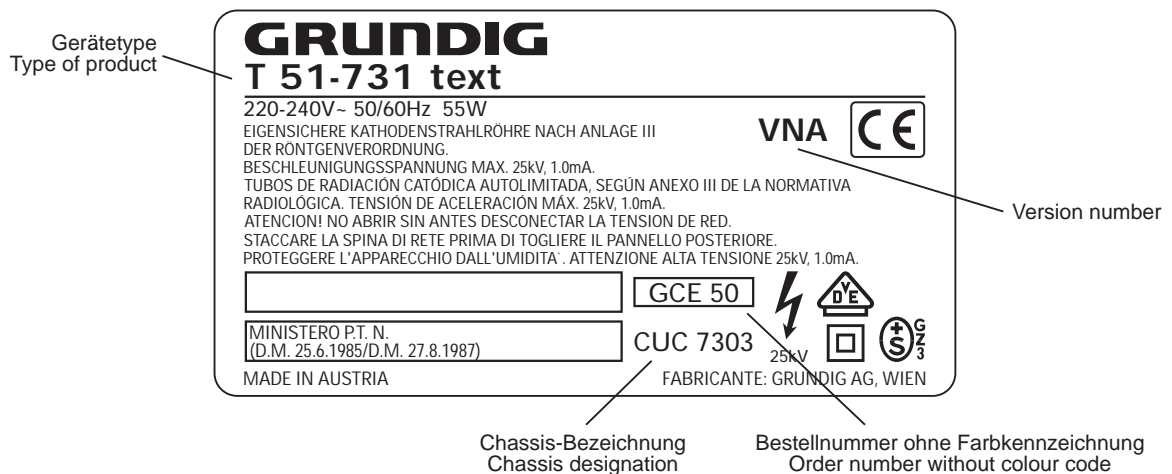 Gerätetype
Type of product
GRUNDIG
T 51-731 text
220-240V~ 50/60Hz 55W
EIGENSICHERE KATHODENSTRAHLRÖHRE NACH ANLAGE III
DER RÖNTGENVERORDNUNG.
BESCHLEUNIGUNGSSPANNUNG MAX. 25kV, 1.0mA.
TUBOS DE RADIACIÓN CATÓDICA AUTOLIMITADA, SEGÚN ANEXO III DE LA NORMATIVA
RADIOLÓGICA. TENSIÓN DE ACELERACIÓN MÁX. 25kV, 1.0mA.
ATENCION! NO ABRIR SIN ANTES DESCONECTAR LA TENSION DE RED.
STACCARE LA SPINA DI RETE PRIMA DI TOGLIERE IL PANNELLO POSTERIORE.
PROTEGGERE L'APPARECCHIO DALL'UMIDITA`. ATTENZIONE ALTA TENSIONE 25kV, 1.0mA.
VNA
CE
Version number
GCE 50
DVE
MINISTERO P.T. N.
(D.M. 25.6.1985/D.M. 27.8.1987)
CUC 7303
25kV
+S
GZ3
MADE IN AUSTRIA
FABRICANTE: GRUNDIG AG, WIEN
Chassis-Bezeichnung
Chassis designation
Bestellnummer ohne Farbkennzeichnung
Order number without colour code